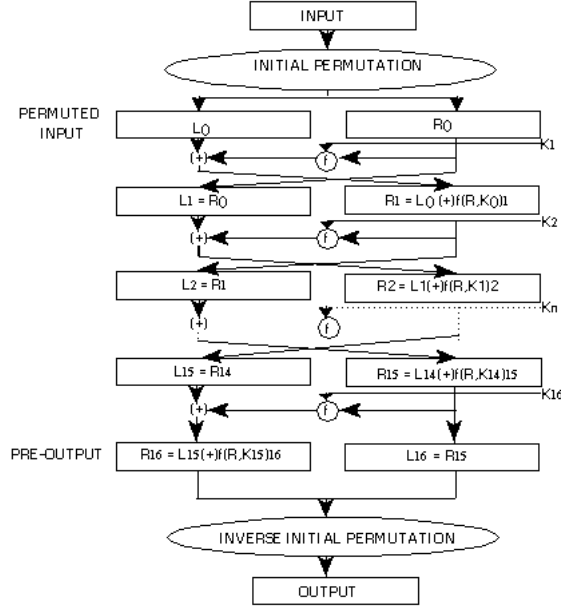 INPUT
INITIAL PERMUTATION
PERMUTED
INPUT
L0
R0
K1
(+)
f
L1 = R0
R1 = L0 (+)f(R,K0)1
K2
(+)
f
L2 = R1
R2 = L1(+)f(R,K1)2
Kn
(+)
f
L15 = R14
R15 = L14(+)f(R,K14)15
K16
(+)
f
PRE-OUTPUT
R16 = L15(+)f(R,K15)16
L16 = R15
INVERSE INITIAL PERMUTATION
OUTPUT